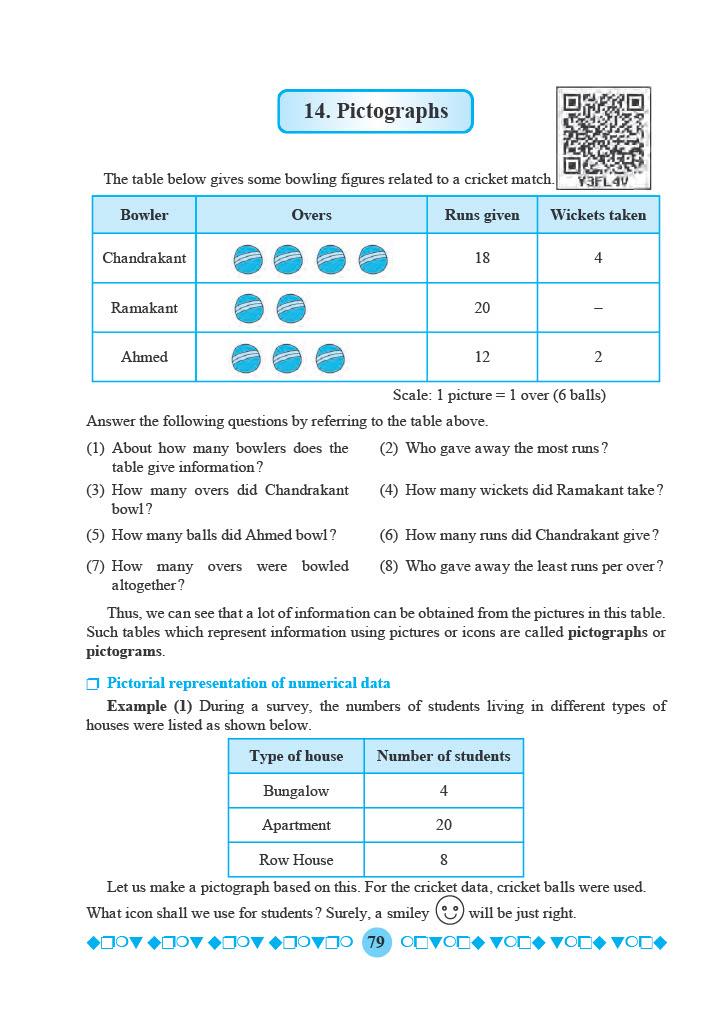 14. Pictographs
Y3FL4V
The table below gives some bowling figures related to a cricket match.
Bowler Overs Runs given Wickets taken
Chandrakant 18 4
Ramakant 20 –
Ahmed 12 2
Scale: 1 picture = 1 over (6 balls)
Answer the following questions by referring to the table above.
(1) About how many bowlers does the
table give information?
(2) Who gave away the most runs?
(3) How many overs did Chandrakant
bowl?
(4) How many wickets did Ramakant take?
(5) How many balls did Ahmed bowl?
(6) How many runs did Chandrakant give?
(7) How many overs were bowled
altogether?
(8) Who gave away the least runs per over?
Thus, we can see that a lot of information can be obtained from the pictures in this table.
Such tables which represent information using pictures or icons are called pictographs or
pictograms.
Pictorial representation of numerical data
Example (1) During a survey, the numbers of students living in different types of
houses were listed as shown below.
Type of house Number of students
Bungalow 4
Apartment 20
Row House 8
Let us make a pictograph based on this. For the cricket data, cricket balls were used.
What icon shall we use for students? Surely, a smiley will be just right.
79